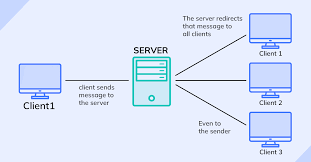 The server redirects
that message to
all clients
SERVER
Client 1
client sends
message to
the server
Client1
Client 2
Even to
the sender
Client 3